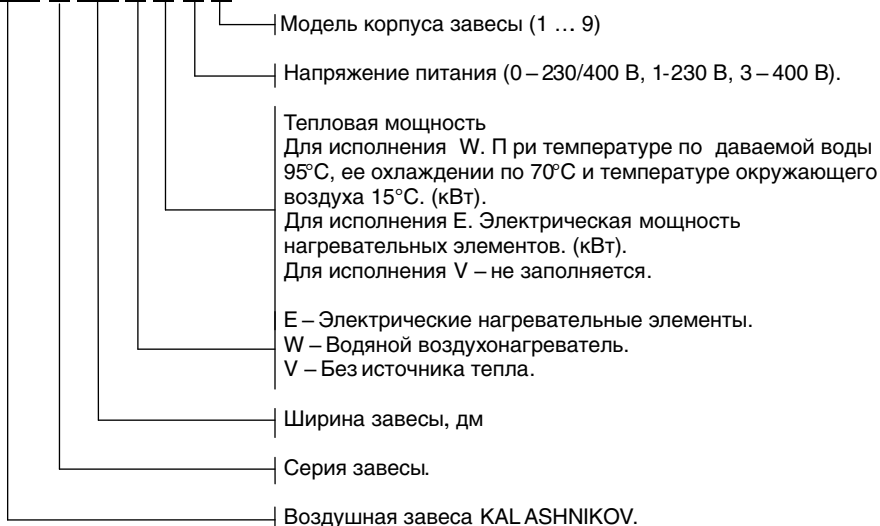 Модель корпуса завесы (1 … 9)
Напряжение питания (0 – 230/400 В, 1-230 В, 3 – 400 В).
Тепловая мощность
Для исполнения W. П ри температуре по даваемой воды
95°С, ее охлаждении по 70°С и температуре окружающего
воздуха 15°С. (кВт).
Для исполнения Е. Электрическая мощность
нагревательных элементов. (кВт).
Для исполнения V – не заполняется.
Е – Электрические нагревательные элементы.
W – Водяной воздухонагреватель.
V – Без источника тепла.
Ширина завесы, дм
Серия завесы.
Воздушная завеса KAL ASHNIKOV.